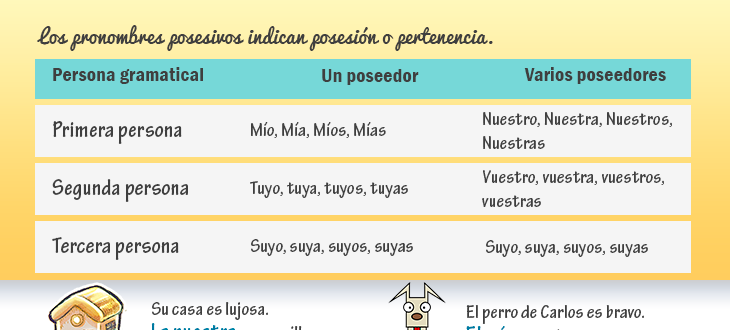 Los pronombres posesivos indican posesión o pertenencia.
Persona gramatical Un poseedor Varios poseedores
Primera persona Mío, Mía, Míos, Mías Nuestro, Nuestra, Nuestros,
Nuestras
Segunda persona Tuyo, tuya, tuyos, tuyas Vuestro, vuestra, vuestros,
vuestras
Tercera persona Suyo, suya, suyos, suyas Suyo, suya, suyos, suyas
Su casa es lujosa.
La nuestra
El perro de Carlos es bravo.